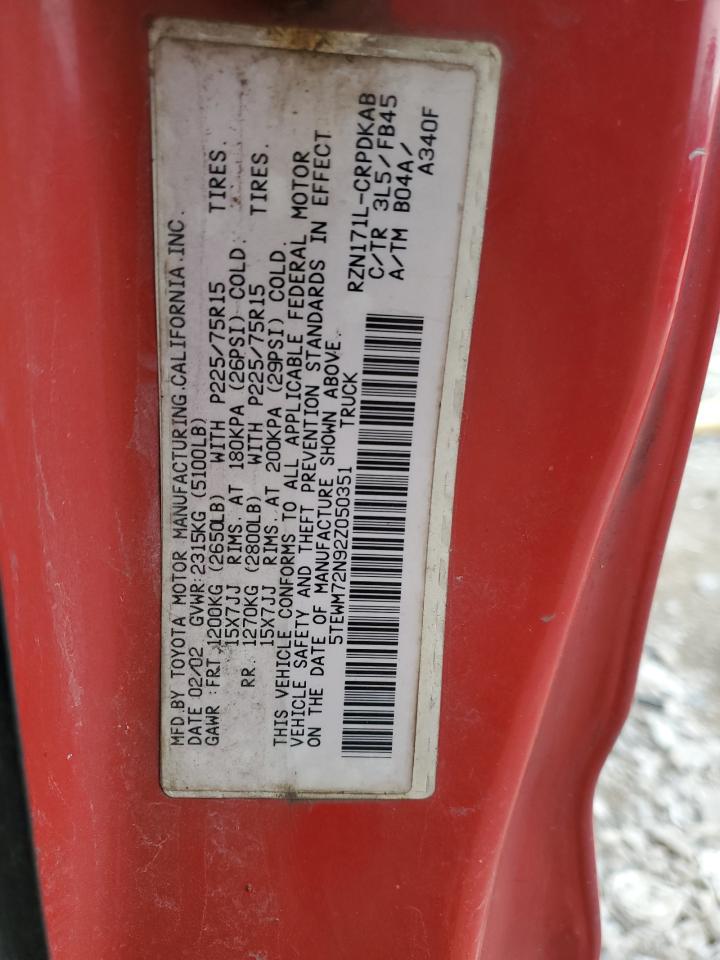 MFD.BY TOYOTA MOTOR MANUFACTURING.CALIFORNIA.INC.
DATE 02/02 GVWR:2315KG (5100LB)
GAWR :FRT.1200KG (2650LB) WITH P225/75R15 TIRES.
15X7JJ RIMS. AT 180KPA (26PSI) COLD.
RR. 1270KG (2800LB) WITH P225/75R15 TIRES.
15X7JJ RIMS. AT 200KPA (29PSI) COLD.
THIS VEHICLE CONFORMS TO ALL APPLICABLE FEDERAL MOTOR
VEHICLE SAFETY AND THEFT PREVENTION STANDARDS IN EFFECT
ON THE DATE OF MANUFACTURE SHOWN ABOVE.
5TEWM72N92Z050351 TRUCK
RZN171L-CRPDKAB
C/TR 3L5/FB45
A/TM B04A/
A340F